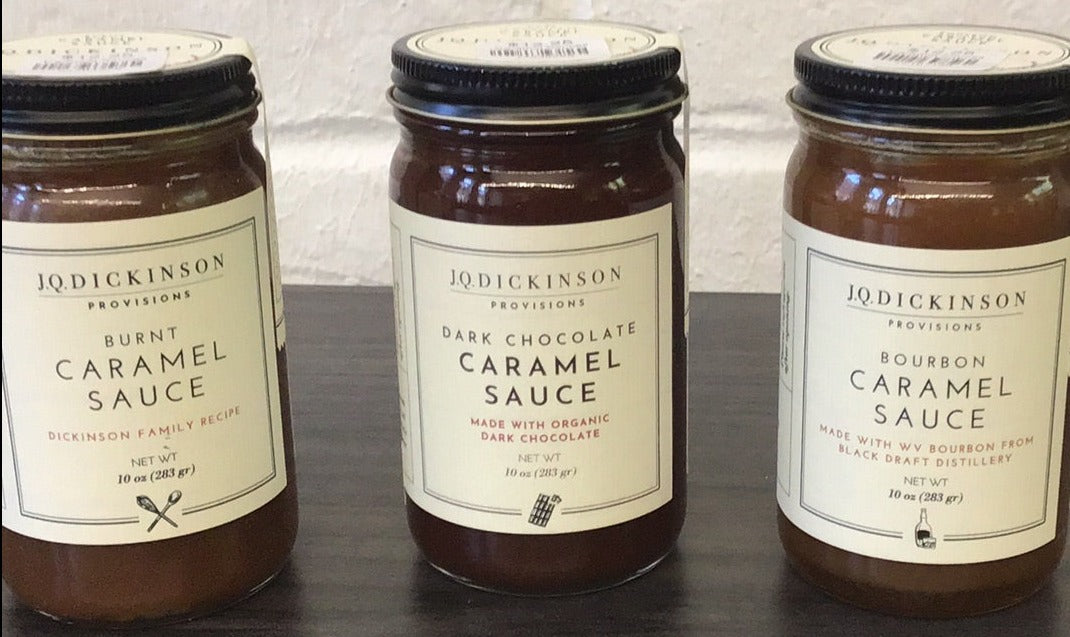 J.Q.DICKINSON
PROVISIONS
BURNT
CARAMEL
SAUCE
DICKINSON FAMILY RECIPE
NET WT
10 oz (283 gr)
J.Q.DICKINSON
PROVISIONS
DARK CHOCOLATE
CARAMEL
SAUCE
MADE WITH ORGANIC
DARK CHOCOLATE
NET WT
10 oz (283 gr)
J.Q.DICKINSON
PROVISIONS
BOURBON
CARAMEL
SAUCE
MADE WITH WV BOURBON FROM
BLACK DRAFT DISTILLERY
NET WT
10 oz (283 gr)